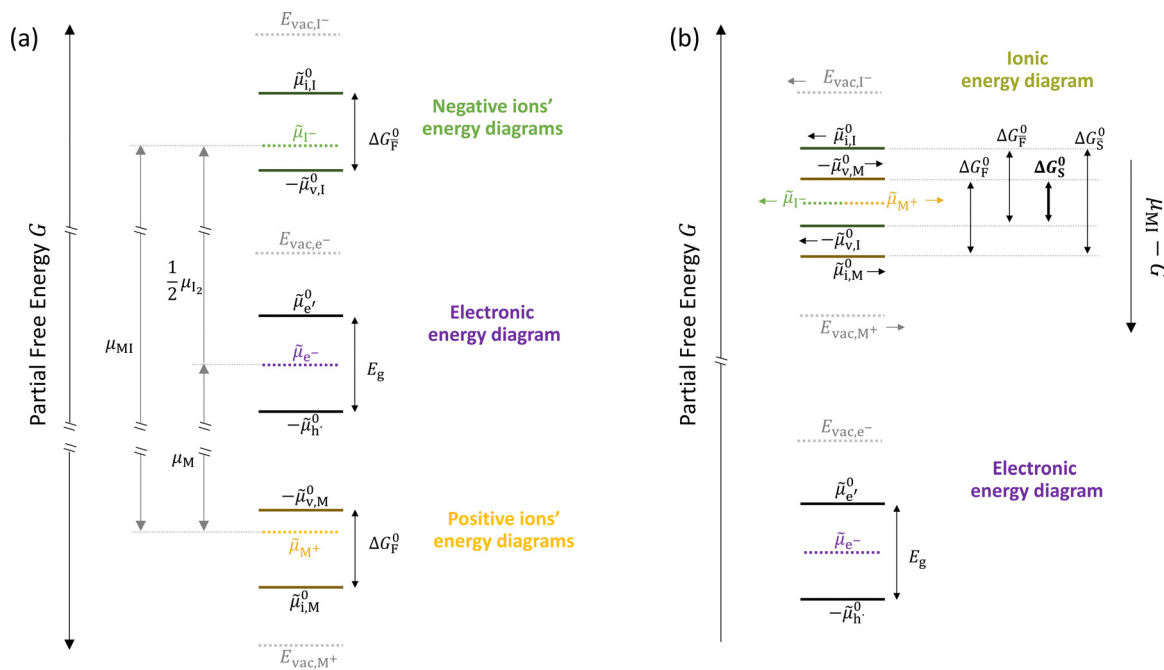 (a)
Partial Free Energy G
E_vac,I⁻
μ̃⁰_i,I
μ̃_I⁻
−μ̃⁰_v,I
ΔG⁰_F̄
Negative ions'
energy diagrams
μ_MI
1/2 μ_I₂
μ_M
E_vac,e⁻
μ̃⁰_e′
μ̃_e⁻
−μ̃⁰_h·
E_g
Electronic
energy diagram
−μ̃⁰_v,M
μ̃_M⁺
μ̃⁰_i,M
ΔG⁰_F
Positive ions'
energy diagrams
E_vac,M⁺
(b)
Partial Free Energy G
Ionic
energy diagram
E_vac,I⁻
μ̃⁰_i,I
−μ̃⁰_v,M
μ̃_I⁻
μ̃_M⁺
−μ̃⁰_v,I
μ̃⁰_i,M
E_vac,M⁺
ΔG⁰_F
ΔG⁰_F̄
ΔG⁰_S
ΔG⁰_S̄
μ_MI − G
E_vac,e⁻
μ̃⁰_e′
μ̃_e⁻
−μ̃⁰_h·
E_g
Electronic
energy diagram